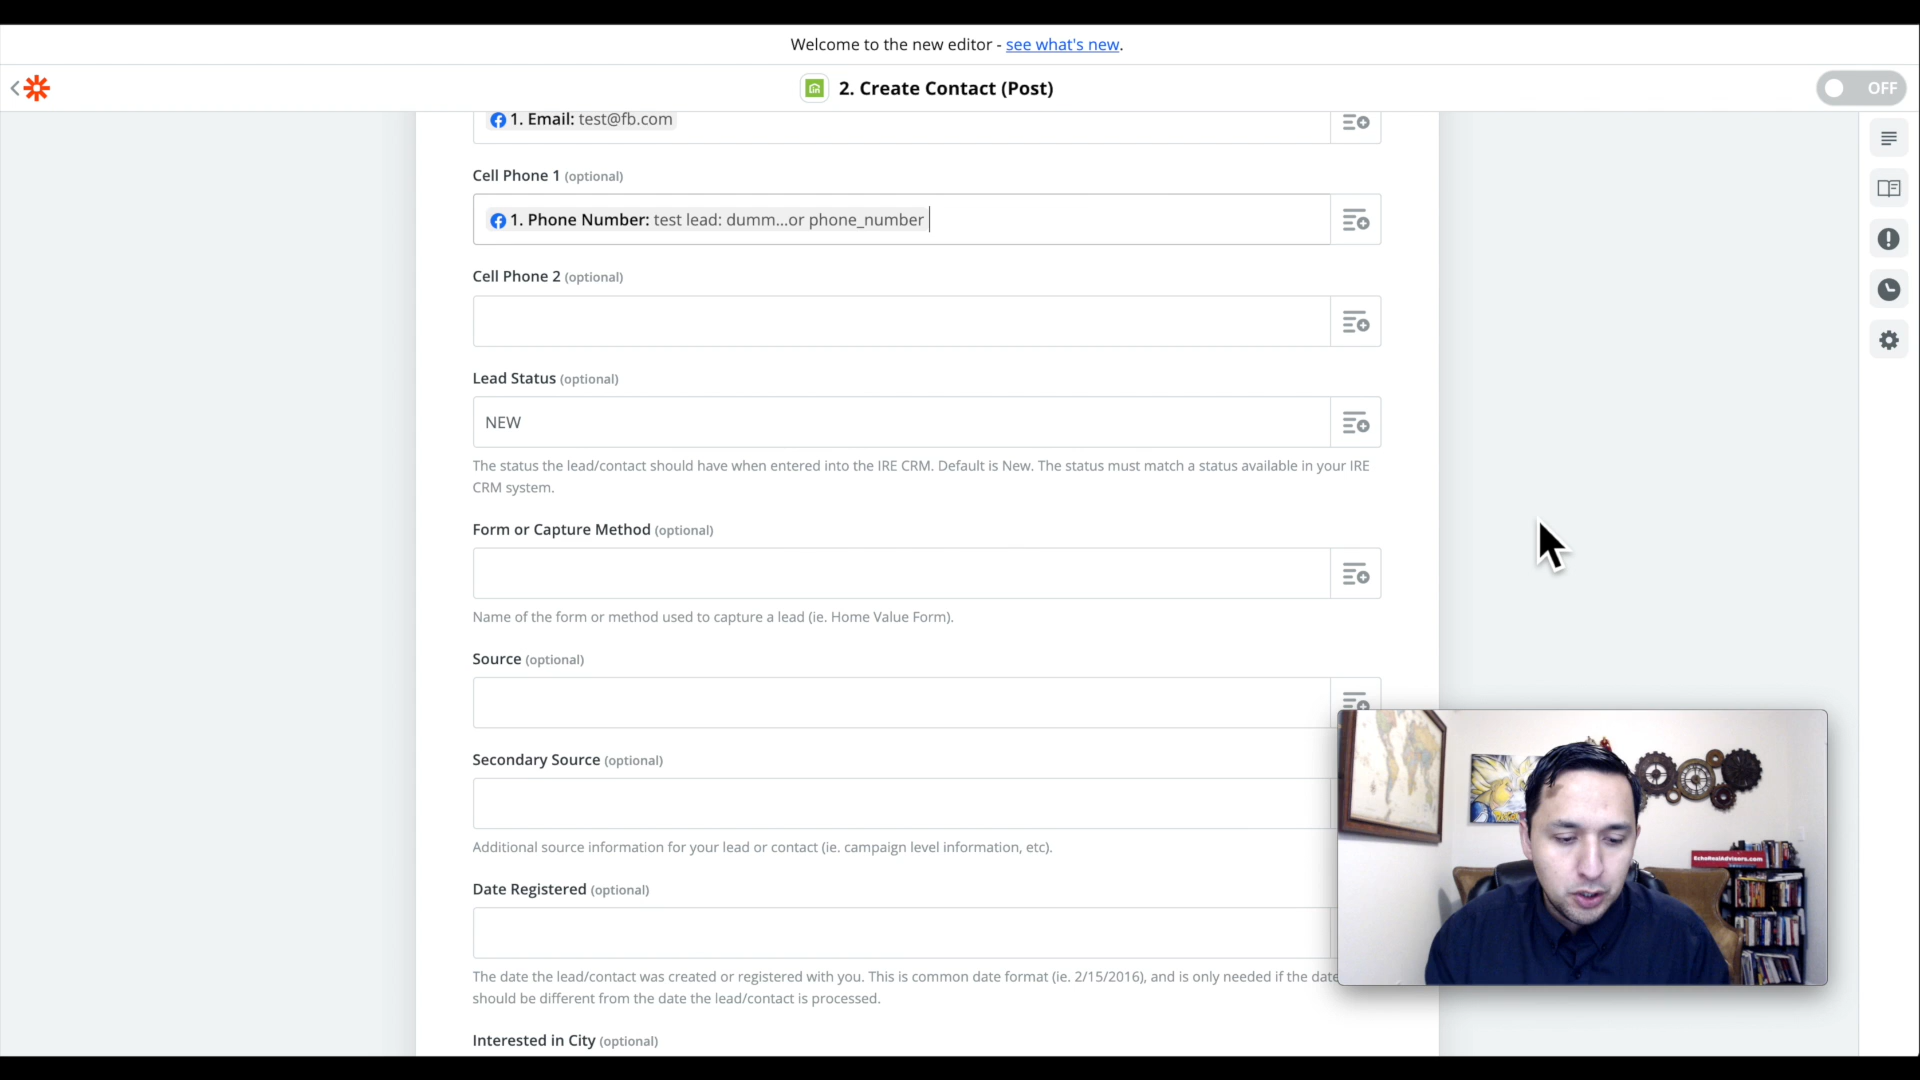 Welcome to the new editor - see what's new.
2. Create Contact (Post)
OFF
1. Email: test@fb.com
Cell Phone 1 (optional)
1. Phone Number: test lead: dumm...or phone_number
Cell Phone 2 (optional)
Lead Status (optional)
NEW
The status the lead/contact should have when entered into the IRE CRM. Default is New. The status must match a status available in your IRE
CRM system.
Form or Capture Method (optional)
Name of the form or method used to capture a lead (ie. Home Value Form).
Source (optional)
Secondary Source (optional)
Additional source information for your lead or contact (ie. campaign level information, etc).
Date Registered (optional)
The date the lead/contact was created or registered with you. This is common date format (ie. 2/15/2016), and is only needed if the date
should be different from the date the lead/contact is processed.
Interested in City (optional)